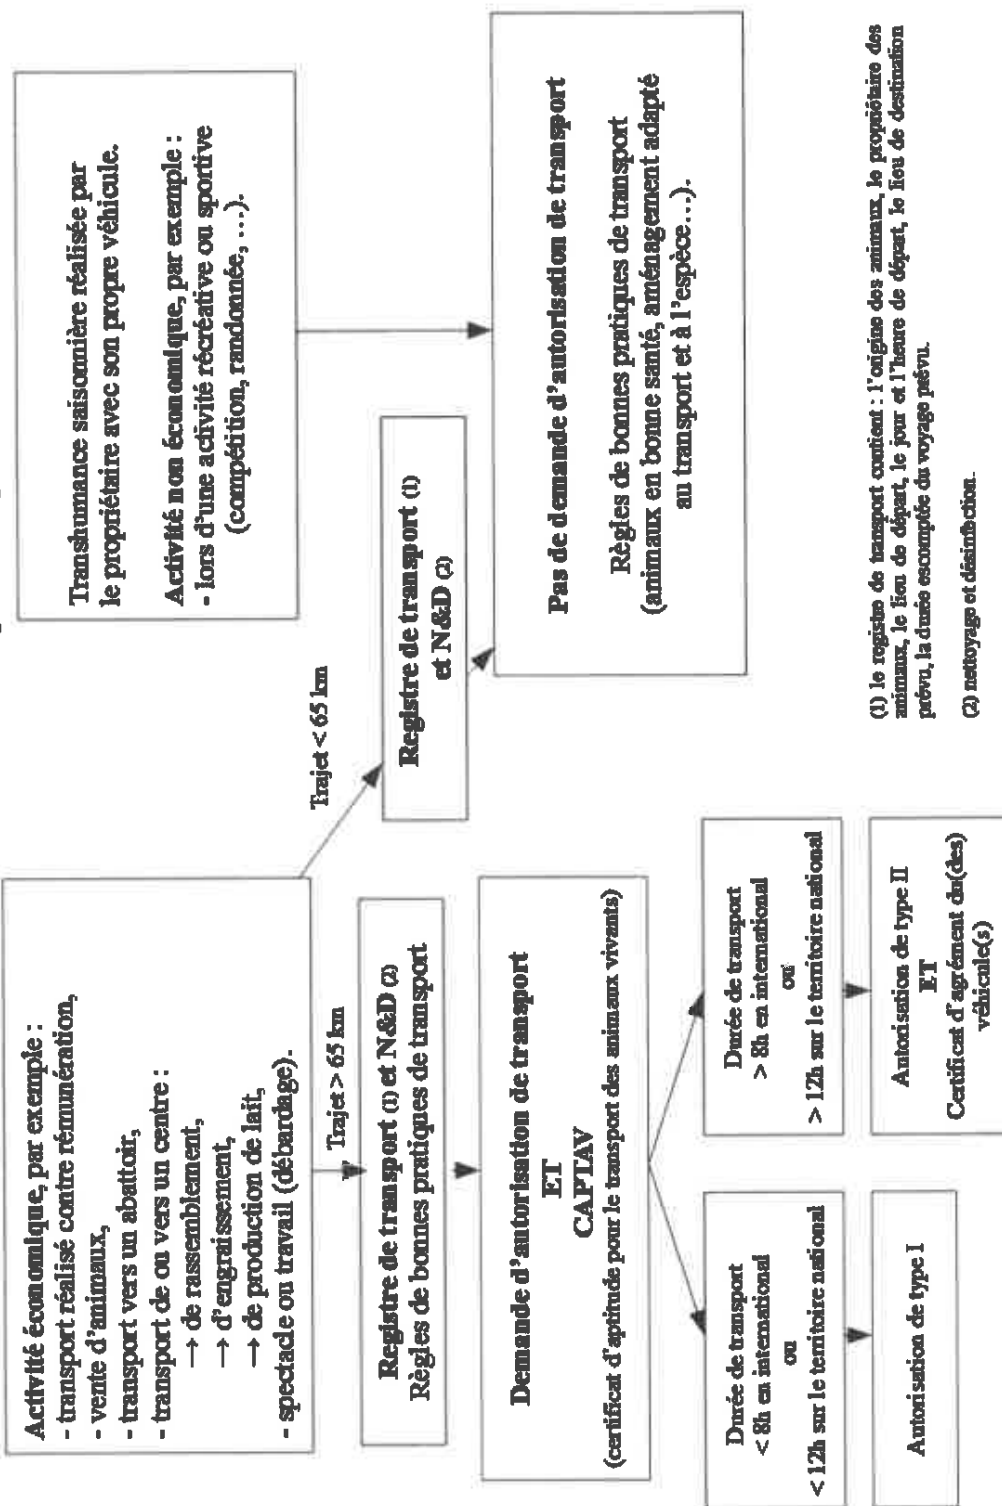 Activité économique, par exemple :
- transport réalisé contre rémunération,
- vente d'animaux,
- transport vers un abattoir,
- transport de ou vers un centre :
→ de rassemblement,
→ d'engraissement,
→ de production de lait,
- spectacle ou travail (débardage).
Transhumance saisonnière réalisée par
le propriétaire avec son propre véhicule.
Activité non économique, par exemple :
- lors d'une activité récréative ou sportive
(compétition, randonnée, …).
Trajet > 65 km
Trajet < 65 km
Registre de transport (1) et N&D (2)
Règles de bonnes pratiques de transport
Registre de transport (1)
et N&D (2)
Demande d'autorisation de transport
ET
CAPTAV
(certificat d'aptitude pour le transport des animaux vivants)
Pas de demande d'autorisation de transport
Règles de bonnes pratiques de transport
(animaux en bonne santé, aménagement adapté
au transport et à l'espèce…).
Durée de transport
< 8h en international
ou
< 12h sur le territoire national
Durée de transport
> 8h en international
ou
> 12h sur le territoire national
Autorisation de type I
Autorisation de type II
ET
Certificat d'agrément du(des)
véhicule(s)
(1) le registre de transport contient : l'origine des animaux, le propriétaire des
animaux, le lieu de départ, le jour et l'heure de départ, le lieu de destination
prévu, la durée escomptée du voyage prévu.
(2) nettoyage et désinfection.